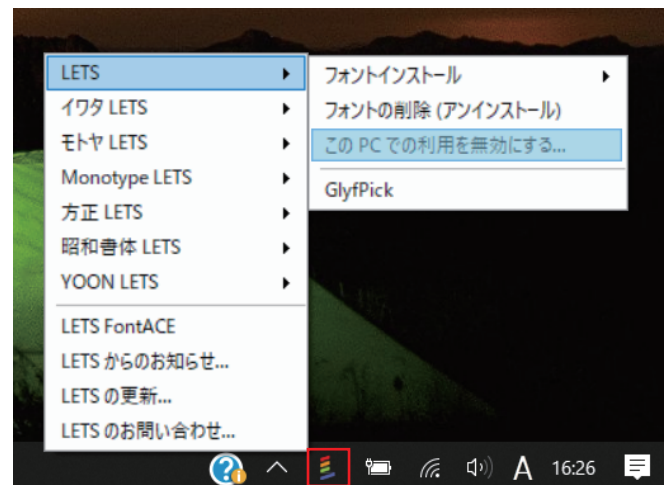 LETS
イワタ LETS
モトヤ LETS
Monotype LETS
方正 LETS
昭和書体 LETS
YOON LETS
LETS FontACE
LETS からのお知らせ...
LETS の更新...
LETS のお問い合わせ...
フォントインストール
フォントの削除 (アンインストール)
この PC での利用を無効にする...
GlyfPick
A 16:26